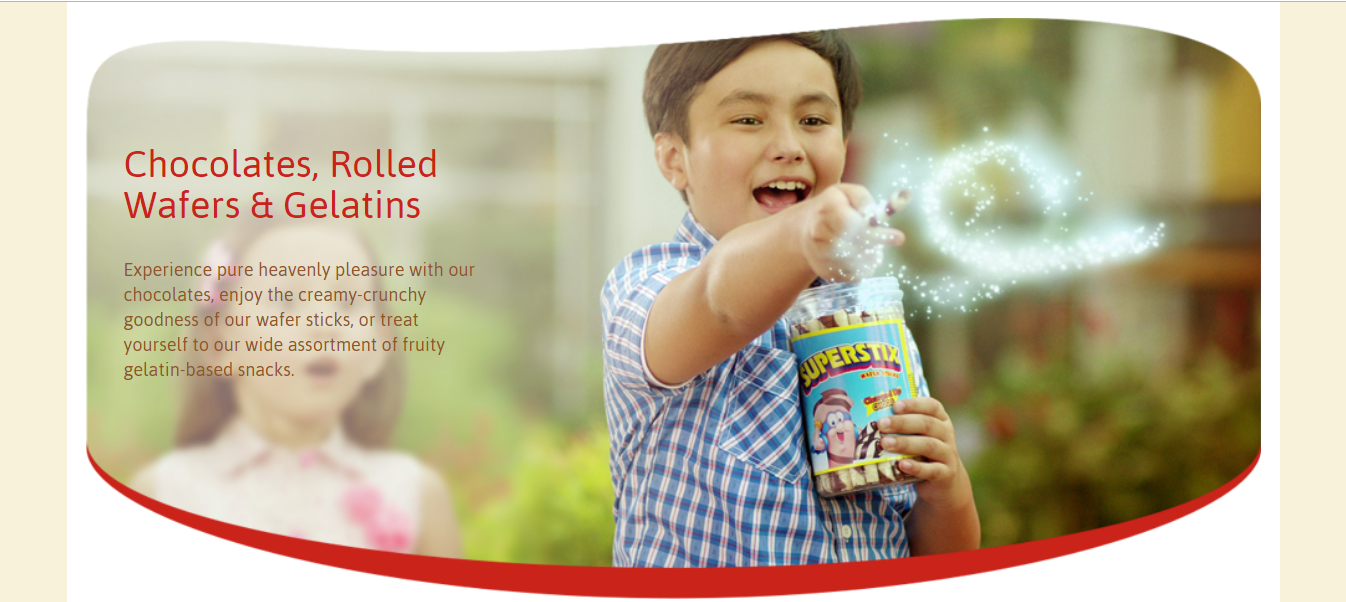 Chocolates, Rolled
Wafers & Gelatins
Experience pure heavenly pleasure with our
chocolates, enjoy the creamy-crunchy
goodness of our wafer sticks, or treat
yourself to our wide assortment of fruity
gelatin-based snacks.
SUPERSTIX